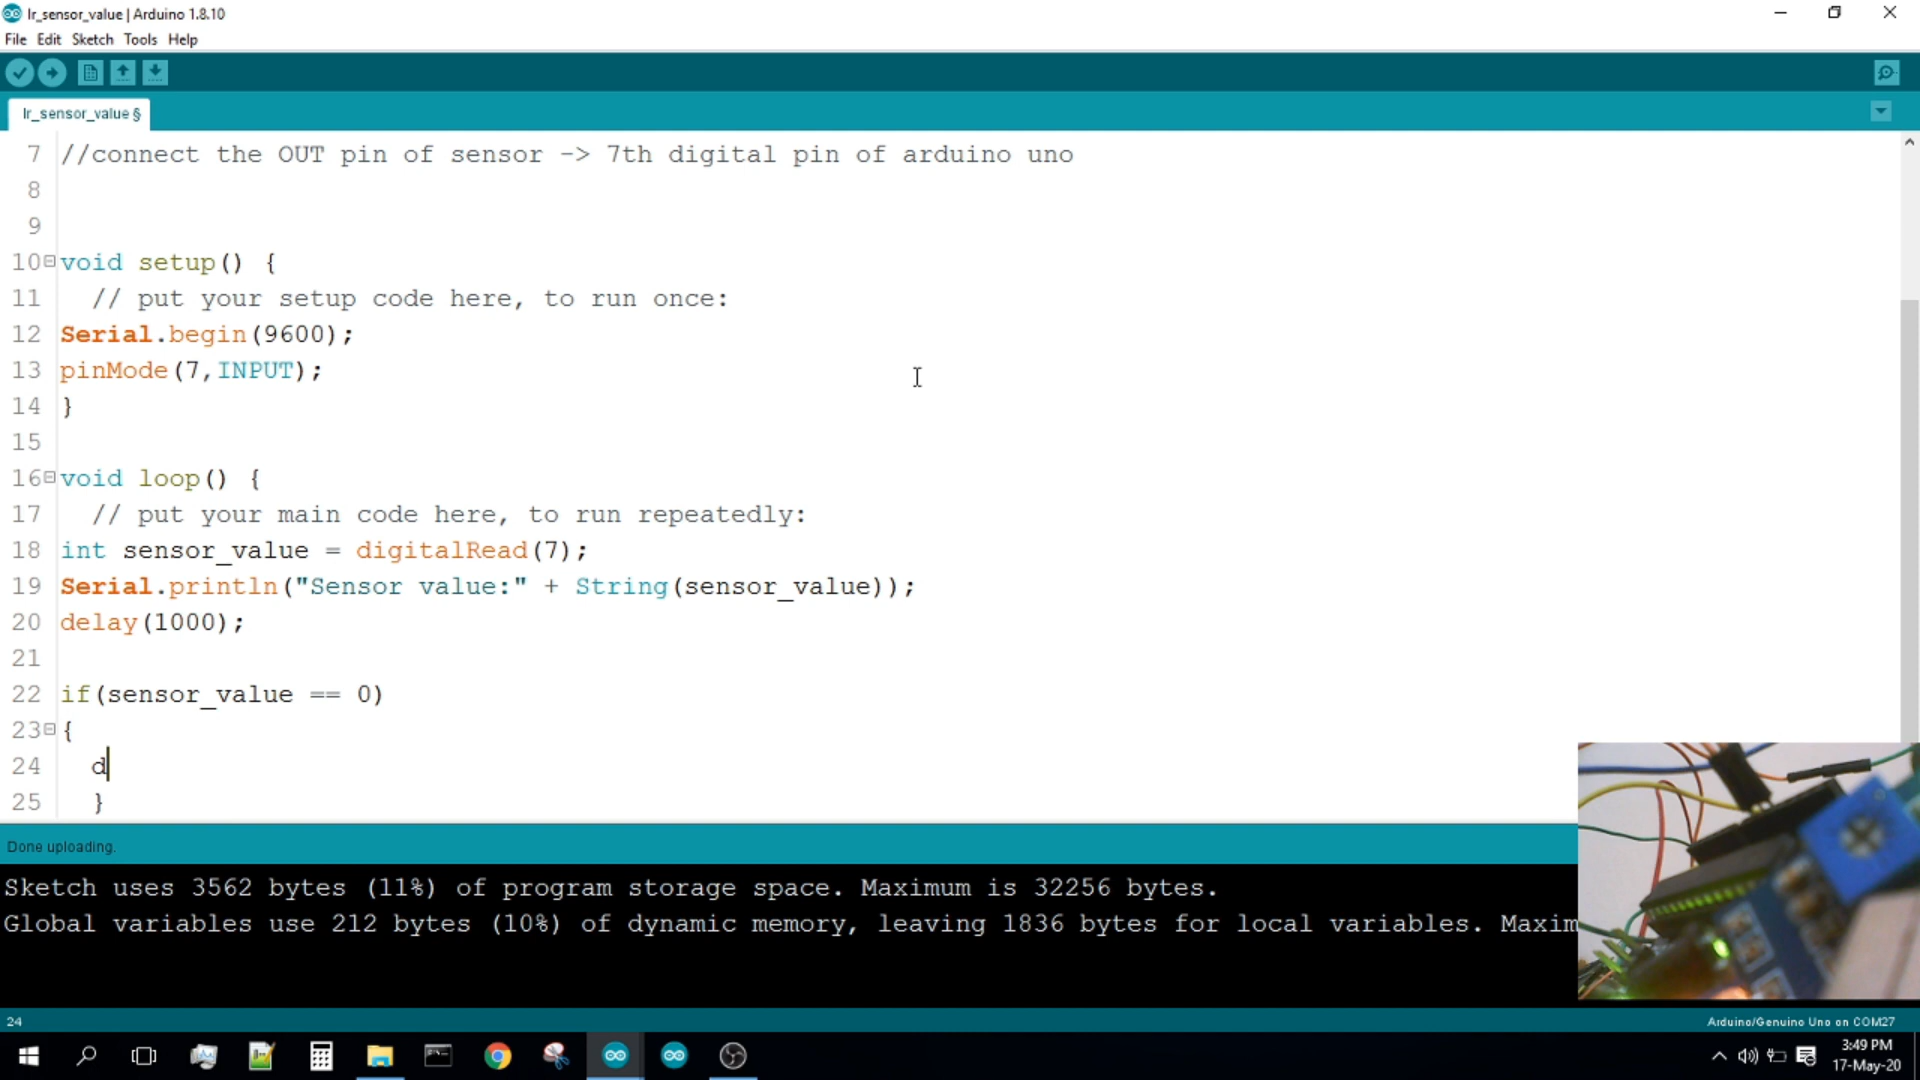 Ir_sensor_value | Arduino 1.8.10
File Edit Sketch Tools Help
Ir_sensor_value §
7 //connect the OUT pin of sensor -> 7th digital pin of arduino uno
8
9
10 void setup() {
11 // put your setup code here, to run once:
12 Serial.begin(9600);
13 pinMode(7,INPUT);
14 }
15
16 void loop() {
17 // put your main code here, to run repeatedly:
18 int sensor_value = digitalRead(7);
19 Serial.println("Sensor value:" + String(sensor_value));
20 delay(1000);
21
22 if(sensor_value == 0)
23 {
24 d
25 }
Done uploading.
Sketch uses 3562 bytes (11%) of program storage space. Maximum is 32256 bytes.
Global variables use 212 bytes (10%) of dynamic memory, leaving 1836 bytes for local variables. Maxim
24
Arduino/Genuino Uno on COM27
3:49 PM
17-May-20